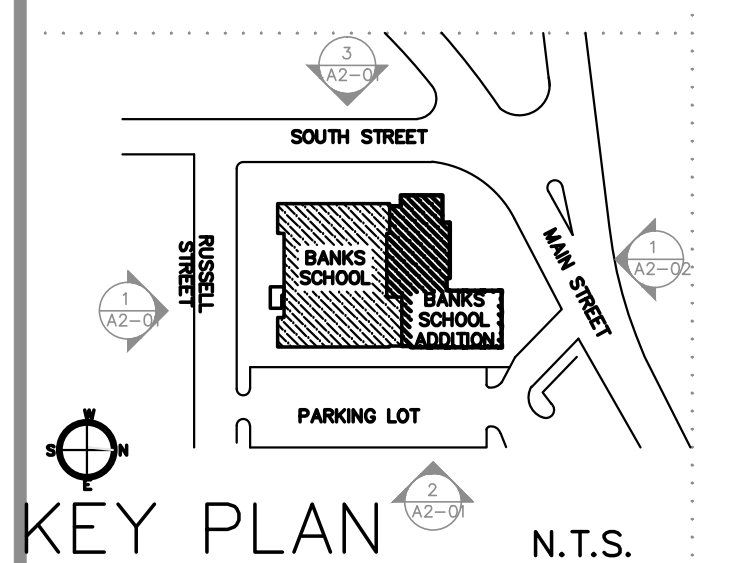 3
A2-01
SOUTH STREET
RUSSELL
STREET
BANKS
SCHOOL
BANKS
SCHOOL
ADDITION
MAIN STREET
1
A2-02
1
A2-01
PARKING LOT
W
S N
E
2
A2-01
KEY PLAN
N.T.S.